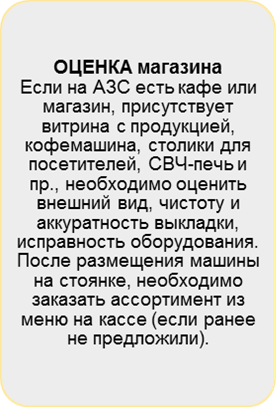 ОЦЕНКА магазина
Если на АЗС есть кафе или
магазин, присутствует
витрина с продукцией,
кофемашина, столики для
посетителей, СВЧ-печь и
пр., необходимо оценить
внешний вид, чистоту и
аккуратность выкладки,
исправность оборудования.
После размещения машины
на стоянке, необходимо
заказать ассортимент из
меню на кассе (если ранее
не предложили).